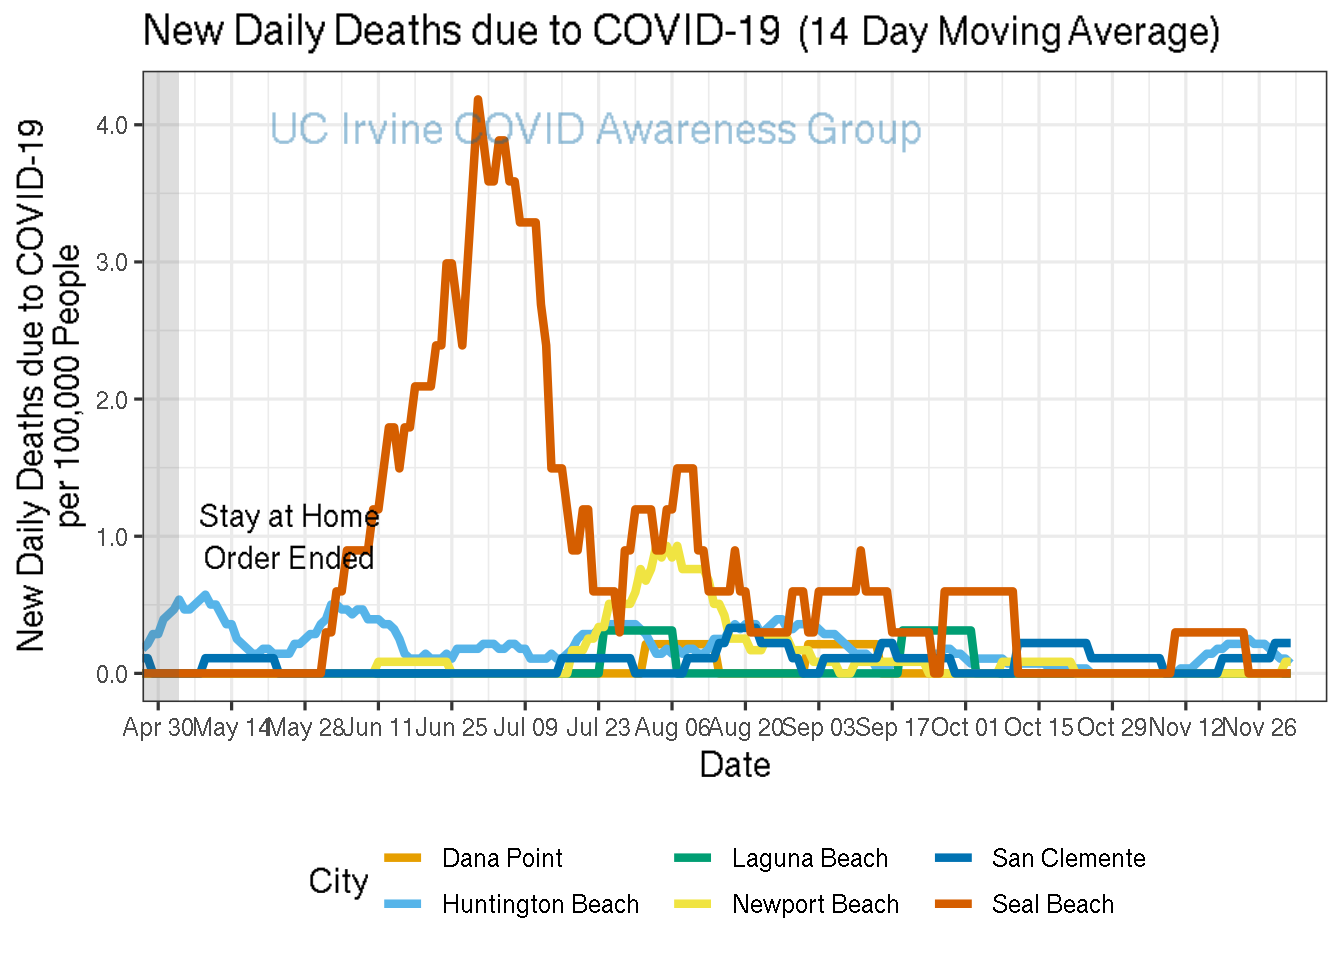 New Daily Deaths due to COVID-19 (14 Day Moving Average)
UC Irvine COVID Awareness Group
New Daily Deaths due to COVID-19
per 100,000 People
4.0
3.0
2.0
1.0
0.0
Stay at Home
Order Ended
Apr 30 May 14 May 28 Jun 11 Jun 25 Jul 09 Jul 23 Aug 06 Aug 20 Sep 03 Sep 17 Oct 01 Oct 15 Oct 29 Nov 12 Nov 26
Date
City
Dana Point Laguna Beach San Clemente
Huntington Beach Newport Beach Seal Beach